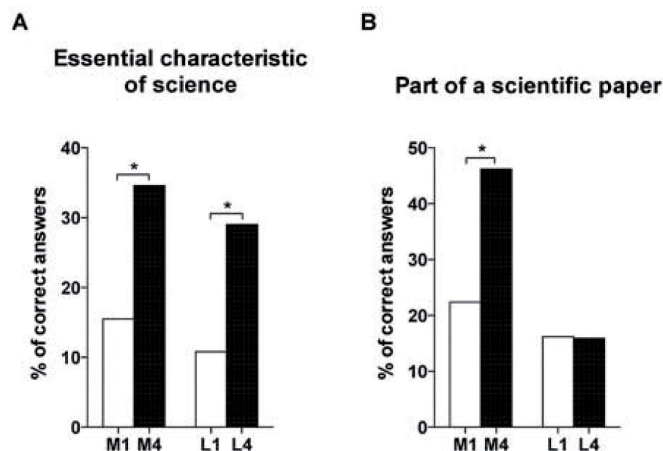 A
Essential characteristic
of science
% of correct answers
40
30
20
10
0
*
*
M1 M4 L1 L4
B
Part of a scientific paper
% of correct answers
50
40
30
20
10
0
*
M1 M4 L1 L4